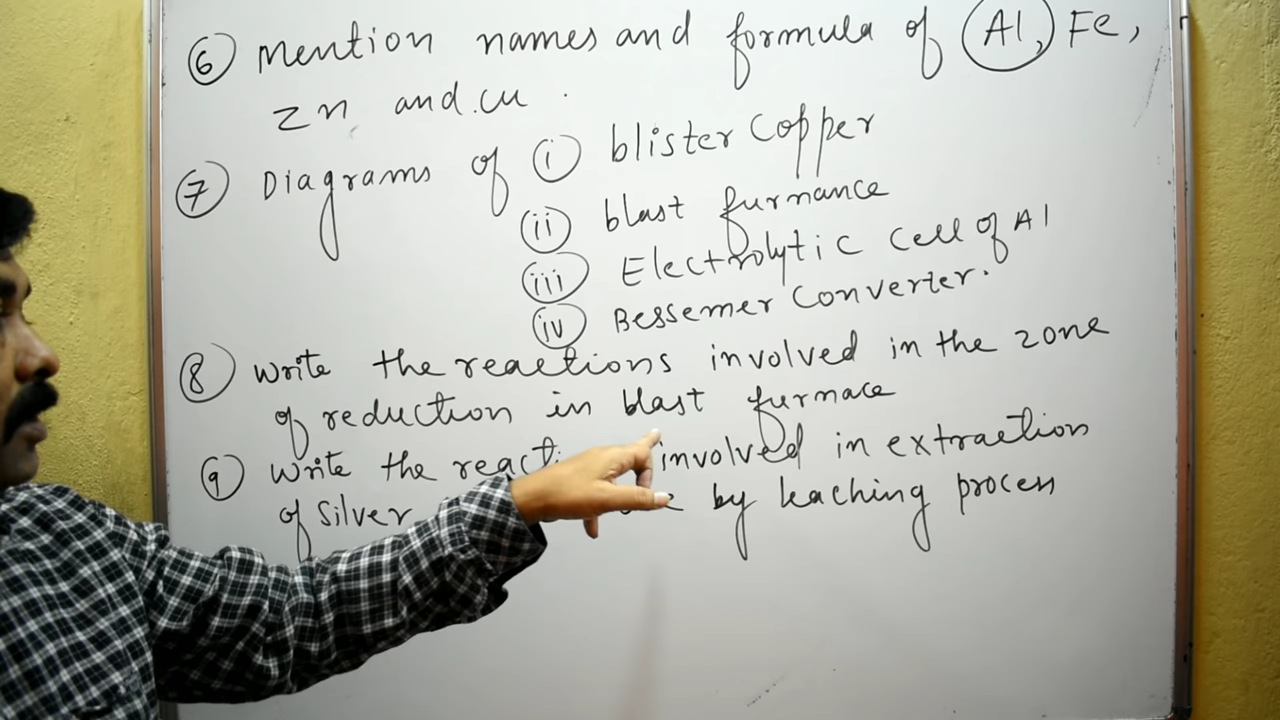 6 Mention names and formula of Al, Fe,
Zn and Cu.
7 Diagrams of i blister Copper
ii blast furnance
iii Electrolytic Cell of Al
iv Bessemer Converter.
8 Write the reactions involved in the zone
of reduction in blast furnace
9 Write the involved in extraction
of Silver by leaching process